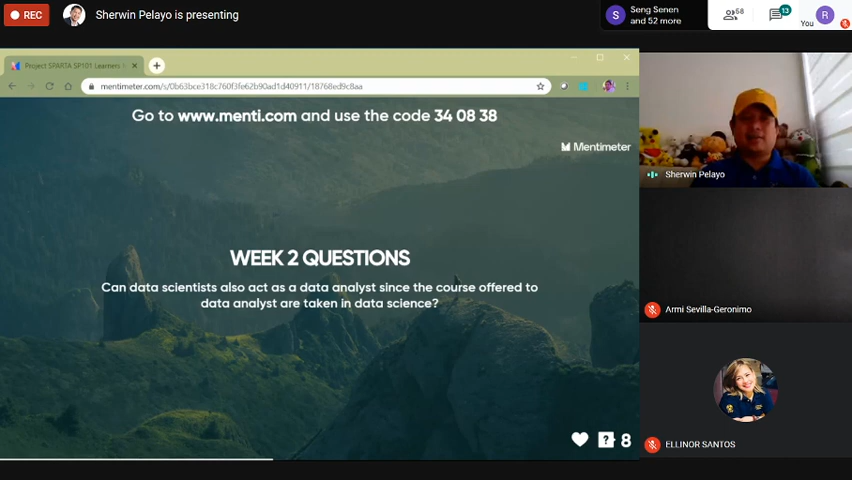 REC
Sherwin Pelayo is presenting
Seng Senen
and 52 more
S
58
13
You
R
Project SPARTA SP101 Learners
mentimeter.com/s/0b63bce318c760f3fe62b90ad1d40911/18768ed9c8aa
Go to www.menti.com and use the code 34 08 38
Mentimeter
WEEK 2 QUESTIONS
Can data scientists also act as a data analyst since the course offered to
data analyst are taken in data science?
? 8
Sherwin Pelayo
Armi Sevilla-Geronimo
ELLINOR SANTOS